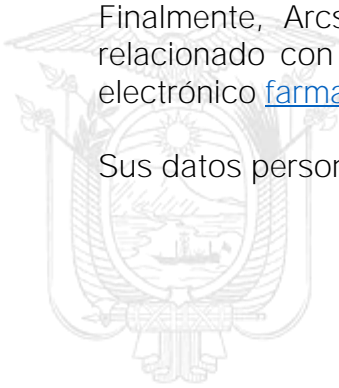 Finalmente, Arcs
relacionado con
electrónico farma
Sus datos person